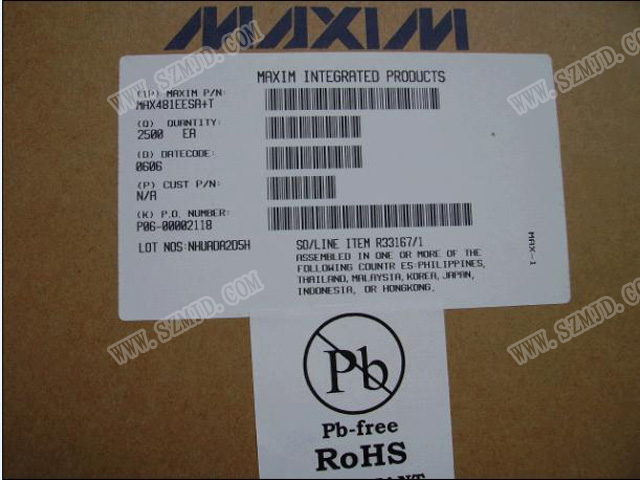 MAXIM
MAXIM INTEGRATED PRODUCTS
(1P) MAXIM P/N:
MAX481EESA+T
(Q) QUANTITY:
2500 EA
(D) DATECODE:
0606
(P) CUST P/N:
N/A
(K) P.O. NUMBER:
P06-00002118
LOT NOS: NHUADA205H
SO/LINE ITEM R33167/1
ASSEMBLED IN ONE OR MORE OF THE
FOLLOWING COUNTR ES:PHILIPPINES,
THAILAND, MALAYSIA, KOREA, JAPAN,
INDONESIA, OR HONGKONG.
MAX-1
Pb
Pb-free
RoHS
WWW.SZMJD.COM
WWW.SZMJD.COM
WWW.SZMJD.COM
WWW.SZMJD.COM